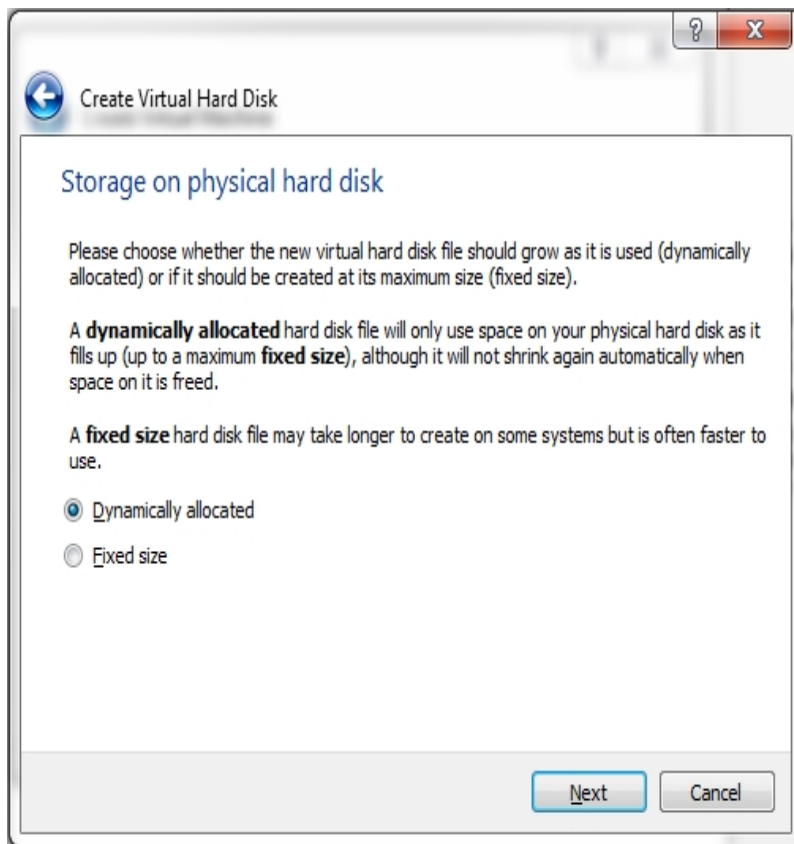 Create Virtual Hard Disk
Storage on physical hard disk
Please choose whether the new virtual hard disk file should grow as it is used (dynamically
allocated) or if it should be created at its maximum size (fixed size).
A dynamically allocated hard disk file will only use space on your physical hard disk as it
fills up (up to a maximum fixed size), although it will not shrink again automatically when
space on it is freed.
A fixed size hard disk file may take longer to create on some systems but is often faster to
use.
Dynamically allocated
Fixed size
Next Cancel